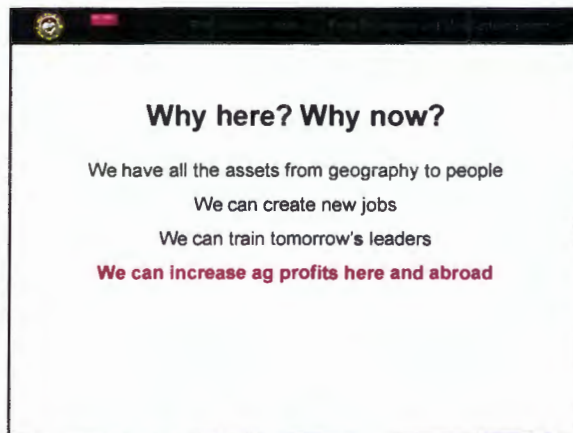 Why here? Why now?
We have all the assets from geography to people
We can create new jobs
We can train tomorrow's leaders
We can increase ag profits here and abroad